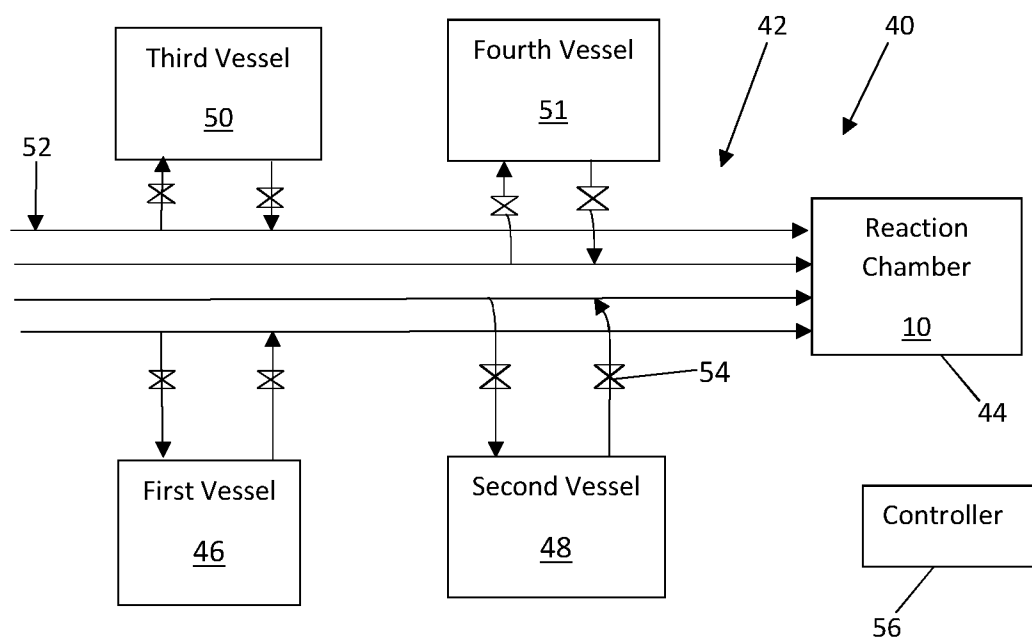 42
40
Third Vessel
50
Fourth Vessel
51
52
Reaction
Chamber
10
54
44
First Vessel
46
Second Vessel
48
Controller
56